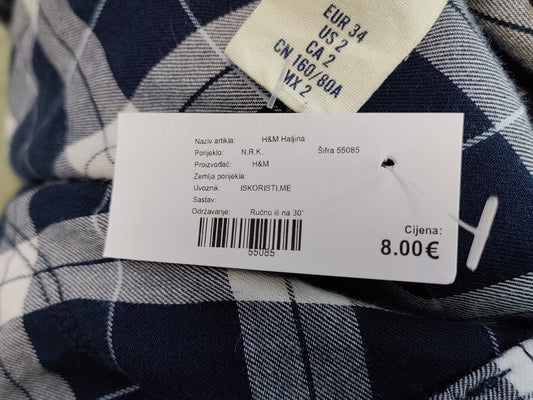 EUR 34
US 2
CA 2
CN 160/80A
MX 2
Naziv artikla: H&M Haljina
Porijeklo: N.R.K. Šifra 55085
Proizvođač: H&M
Zemlja porijekla:
Uvoznik: ISKORISTI.ME
Sastav:
Održavanje: Ručno ili na 30°
55085
Cijena:
8.00€